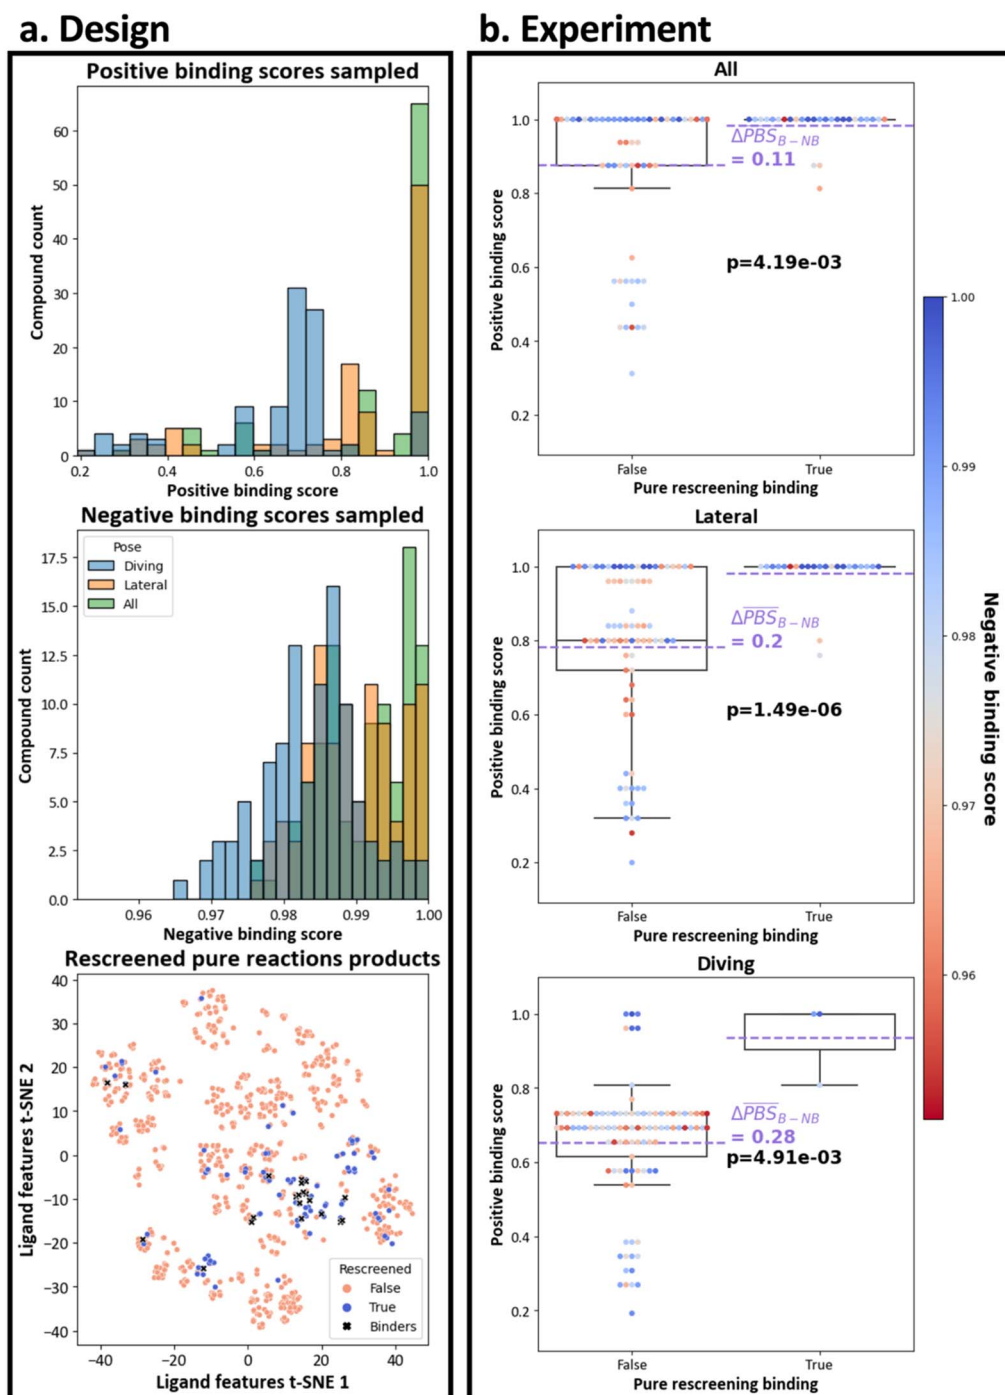 a. Design
Positive binding scores sampled
Compound count
60
50
40
30
20
10
0
0.2
0.4
0.6
0.8
1.0
Positive binding score
Negative binding scores sampled
Compound count
17.5
15.0
12.5
10.0
7.5
5.0
2.5
0.0
Pose
Diving
Lateral
All
0.96
0.97
0.98
0.99
1.00
Negative binding score
Rescreened pure reactions products
Ligand features t-SNE 2
40
30
20
10
0
−10
−20
−30
−40
Rescreened
False
True
Binders
−40
−20
0
20
40
Ligand features t-SNE 1
b. Experiment
All
Positive binding score
1.0
0.8
0.6
0.4
0.2
ΔPBS̅_B−NB
= 0.11
p=4.19e-03
False
True
Pure rescreening binding
Lateral
Positive binding score
1.0
0.8
0.6
0.4
0.2
ΔPBS̅_B−NB
= 0.2
p=1.49e-06
False
True
Pure rescreening binding
Diving
Positive binding score
1.0
0.8
0.6
0.4
0.2
ΔPBS̅_B−NB
= 0.28
p=4.91e-03
False
True
Pure rescreening binding
1.00
0.99
0.98
0.97
0.96
Negative binding score